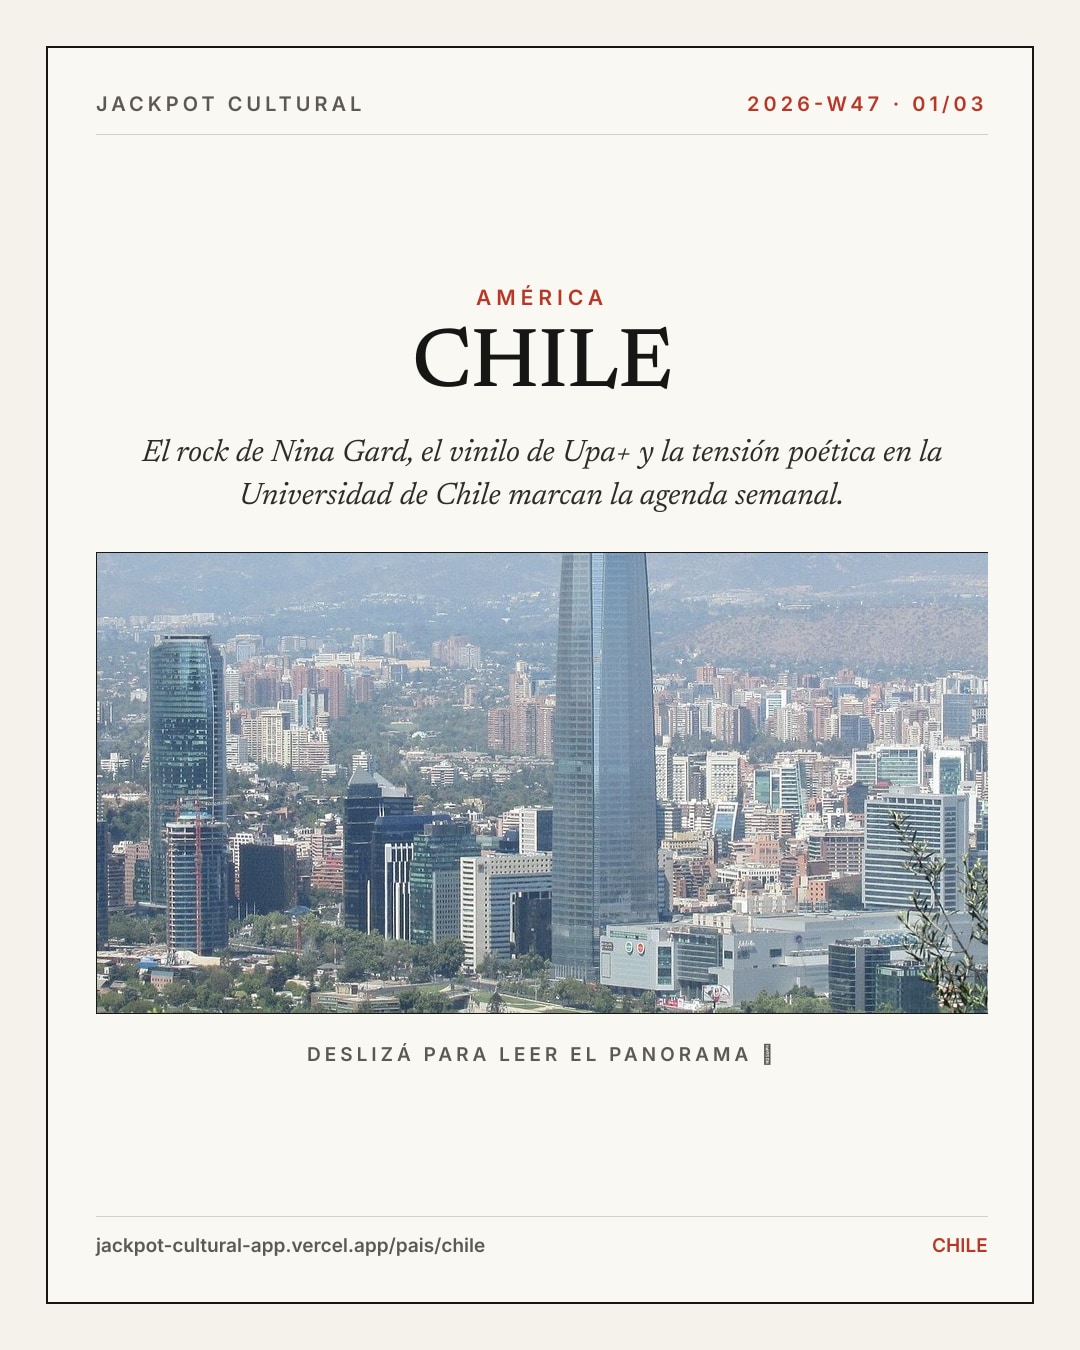 JACKPOT CULTURAL
2026-W47 · 01/03
AMÉRICA
CHILE
El rock de Nina Gard, el vinilo de Upa+ y la tensión poética en la
Universidad de Chile marcan la agenda semanal.
DESLIZÁ PARA LEER EL PANORAMA
jackpot-cultural-app.vercel.app/pais/chile
CHILE